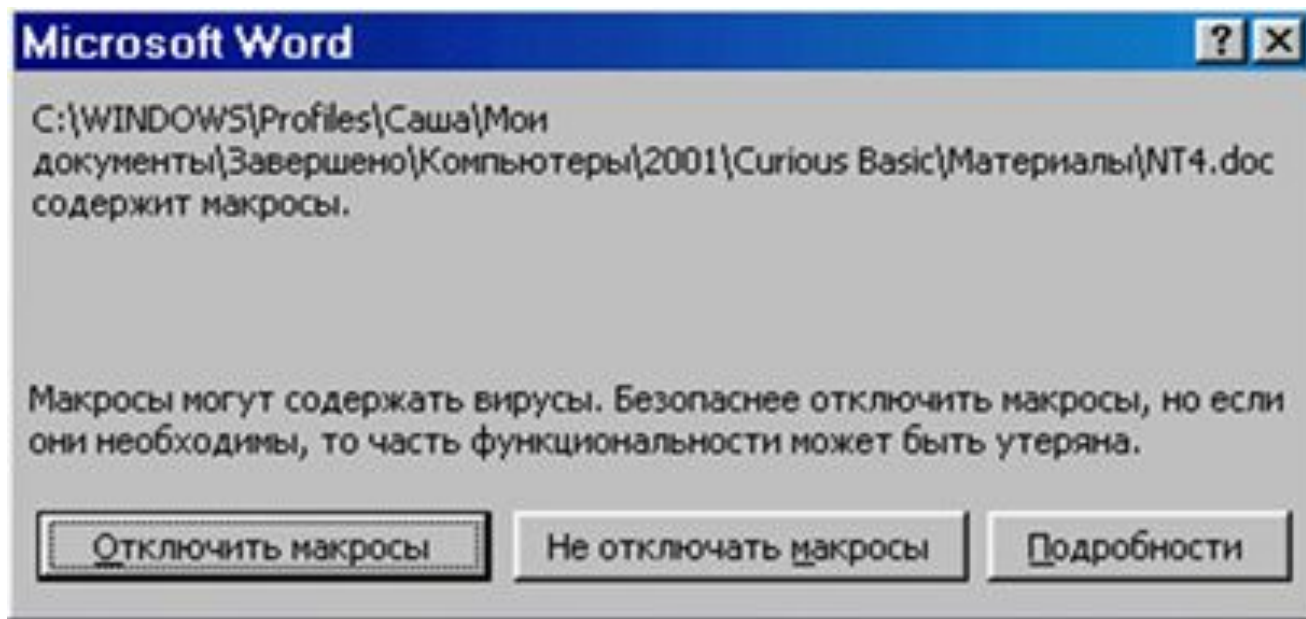 Microsoft Word
C:\WINDOWS\Profiles\Саша\Мои
документы\Завершено\Компьютеры\2001\Curious Basic\Материалы\NT4.doc
содержит макросы.
Макросы могут содержать вирусы. Безопаснее отключить макросы, но если
они необходимы, то часть функциональности может быть утеряна.
Отключить макросы Не отключать макросы Подробности